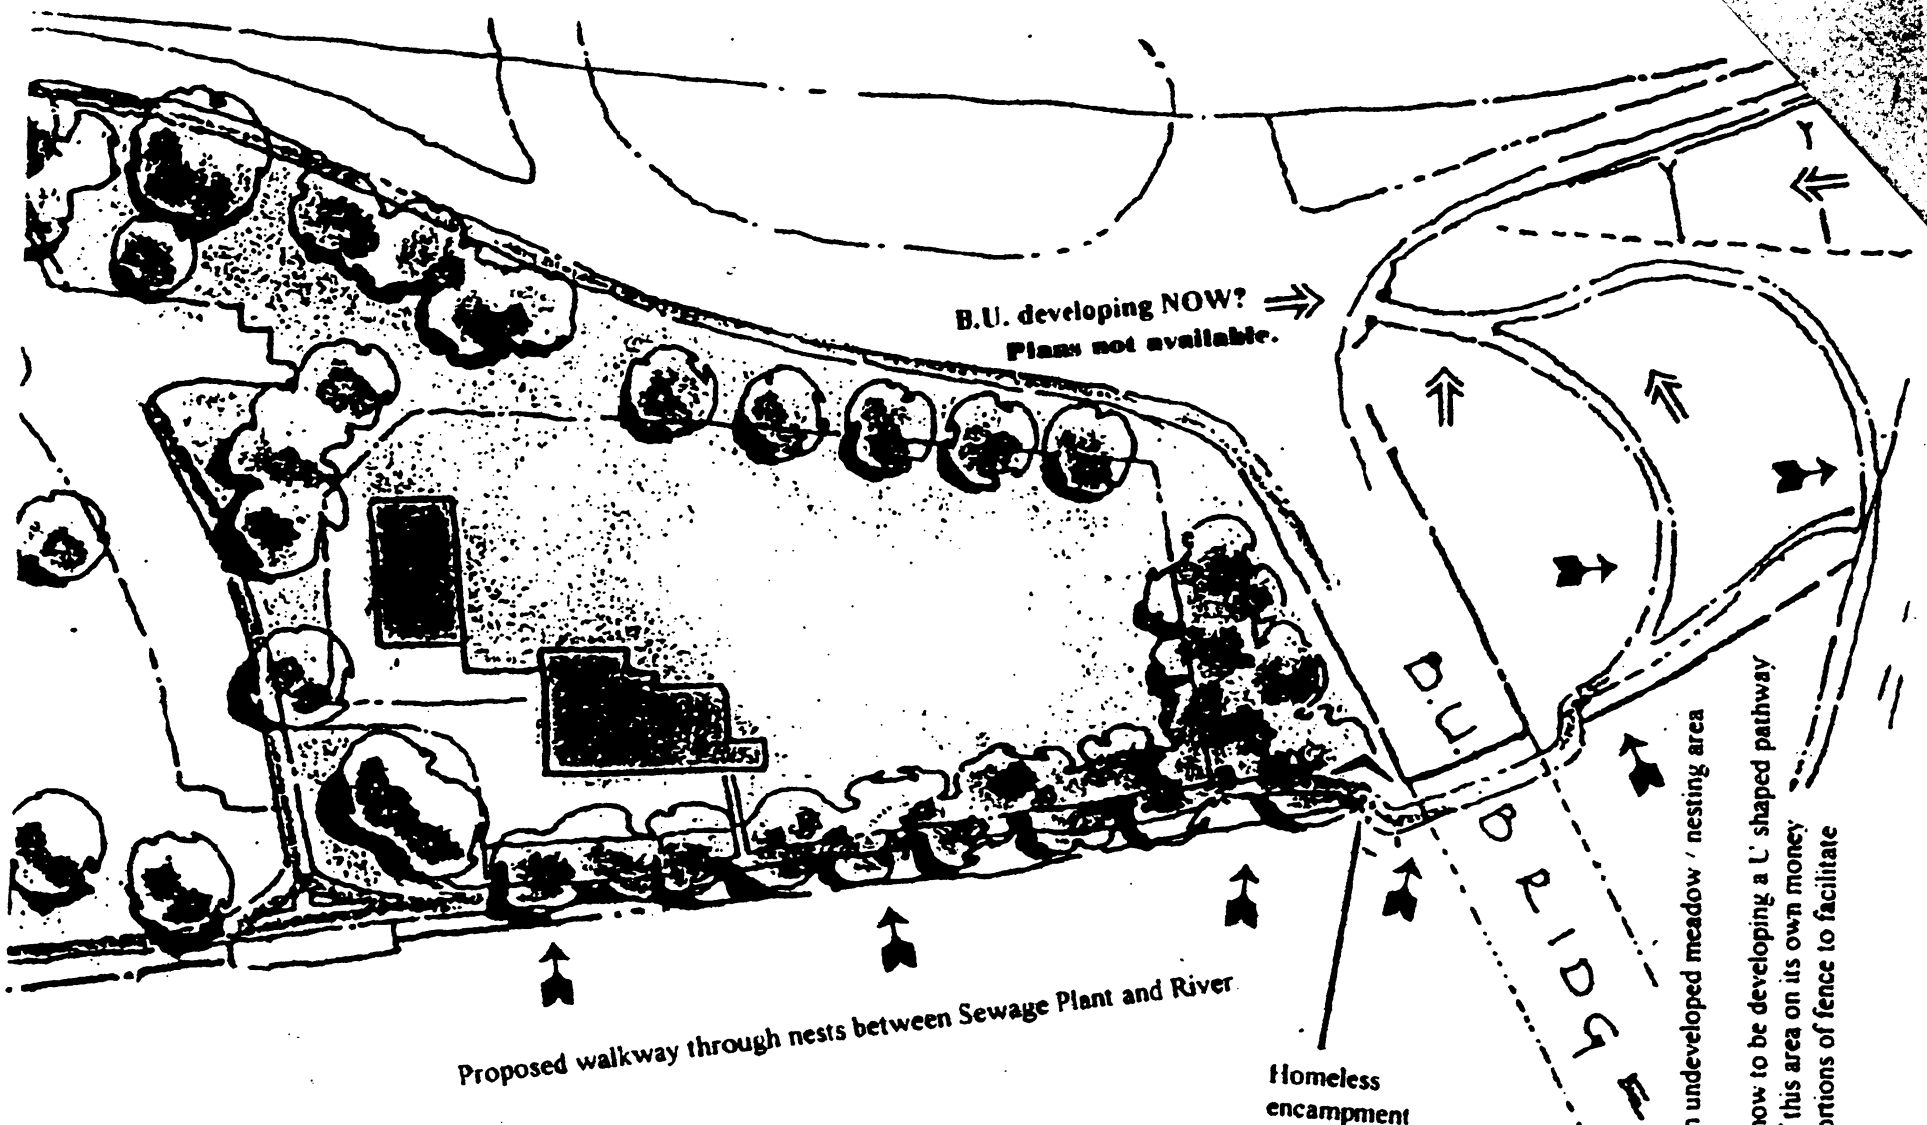 B.U. developing NOW?
Plans not available.
B.U. BRIDGE
Proposed walkway through nests between Sewage Plant and River
Homeless
encampment
undeveloped meadow / nesting area
to be developing a U shaped pathway
this area on its own money
of fence to facilitate